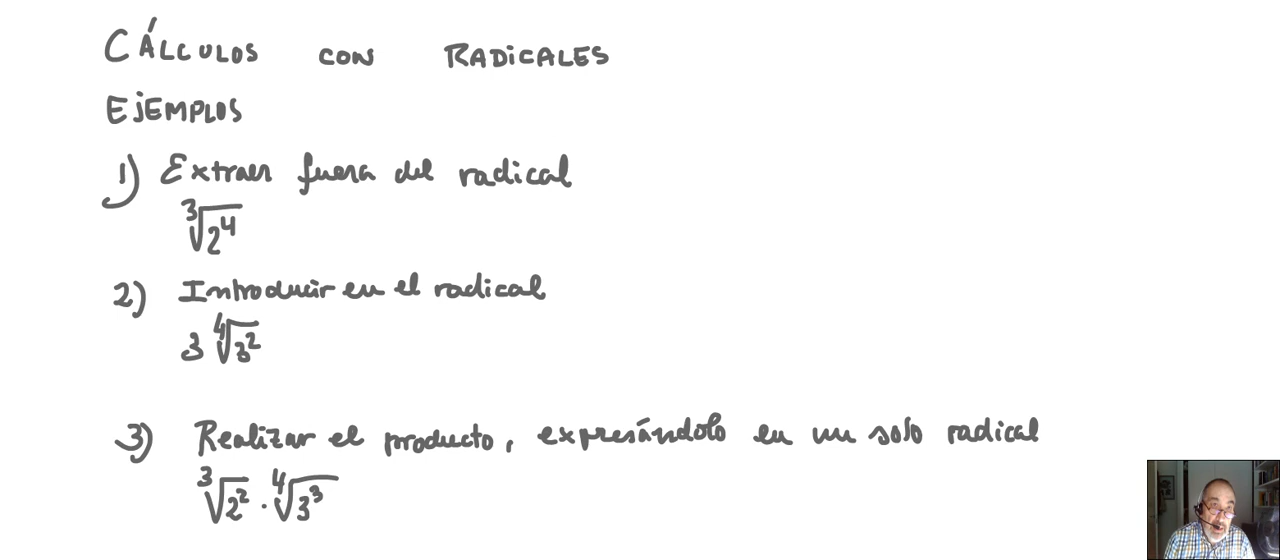 CÁLCULOS CON RADICALES
EJEMPLOS
1) Extraer fuera del radical
∛(2⁴)
2) Introducir en el radical
3 ∜(3²)
3) Realizar el producto, expresándolo en un solo radical
∛(2²) · ∜(3³)